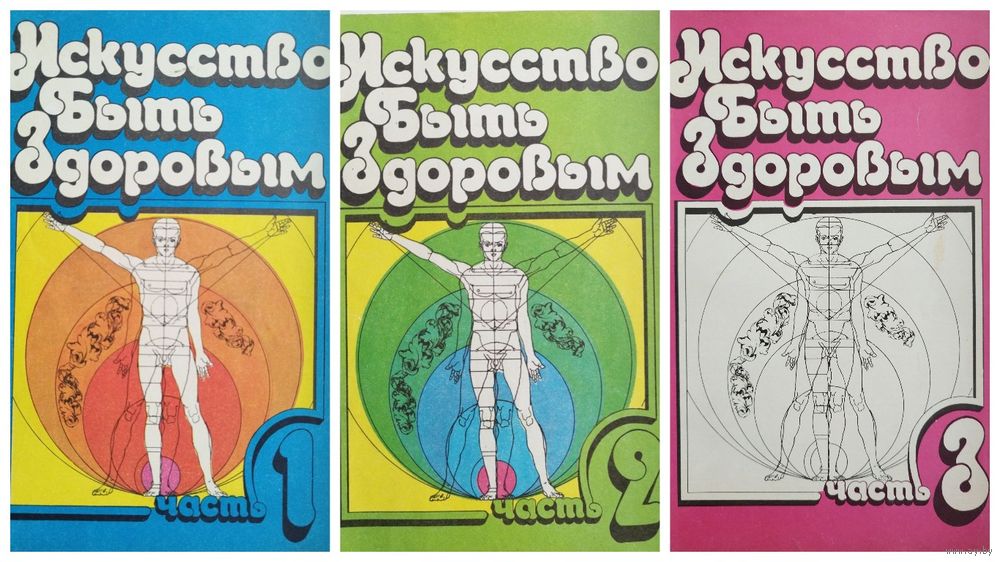 Искусство
Быть
Здоровым
часть 1
Искусство
Быть
Здоровым
часть 2
Искусство
Быть
Здоровым
часть 3